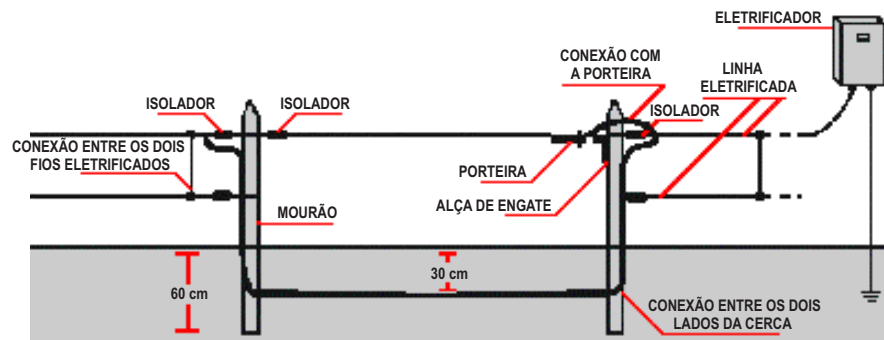 ELETRIFICADOR
CONEXÃO COM
A PORTEIRA
LINHA
ELETRIFICADA
ISOLADOR
ISOLADOR
ISOLADOR
CONEXÃO ENTRE OS DOIS
FIOS ELETRIFICADOS
PORTEIRA
ALÇA DE ENGATE
MOURÃO
60 cm
30 cm
CONEXÃO ENTRE OS DOIS
LADOS DA CERCA